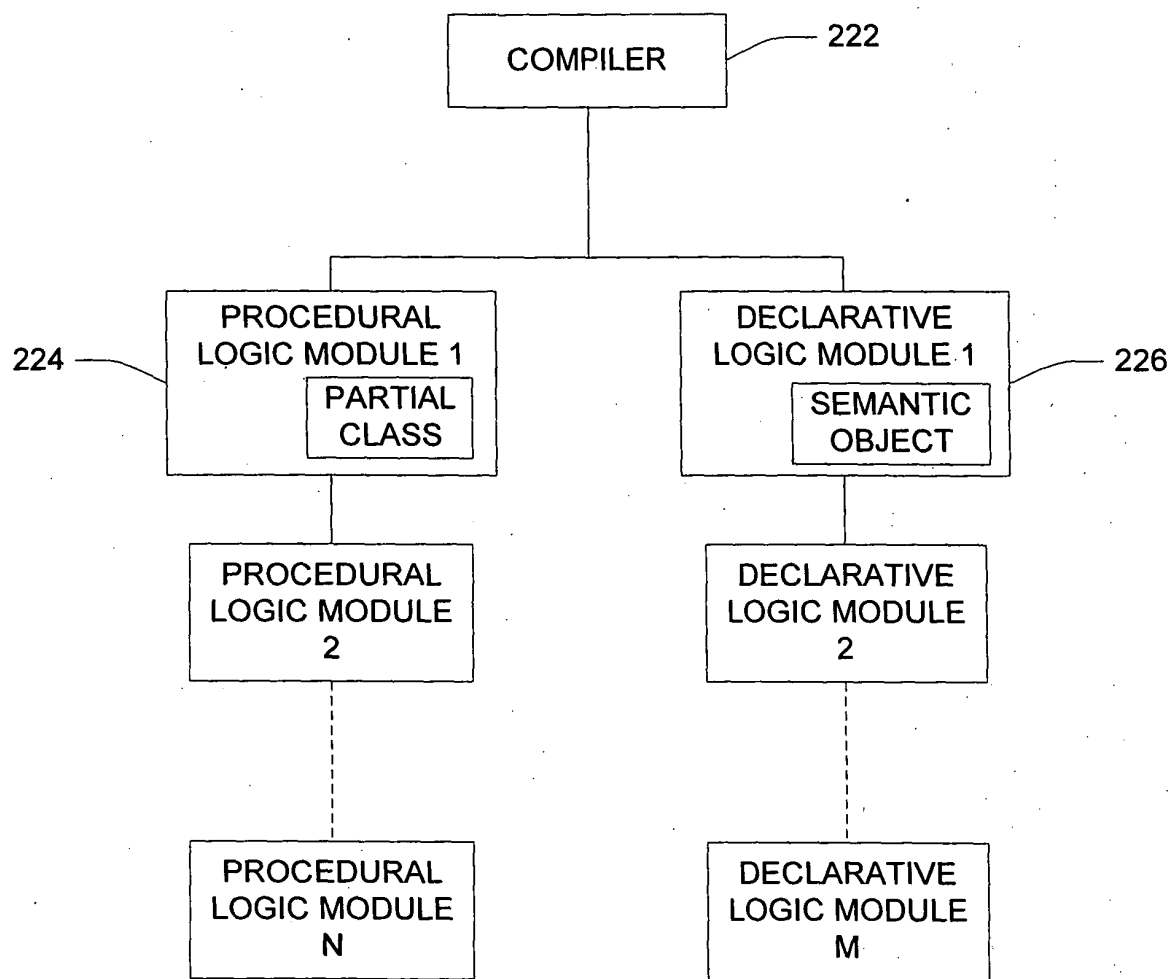 COMPILER
222
PROCEDURAL
LOGIC MODULE 1
PARTIAL
CLASS
224
DECLARATIVE
LOGIC MODULE 1
SEMANTIC
OBJECT
226
PROCEDURAL
LOGIC MODULE
2
DECLARATIVE
LOGIC MODULE
2
PROCEDURAL
LOGIC MODULE
N
DECLARATIVE
LOGIC MODULE
M